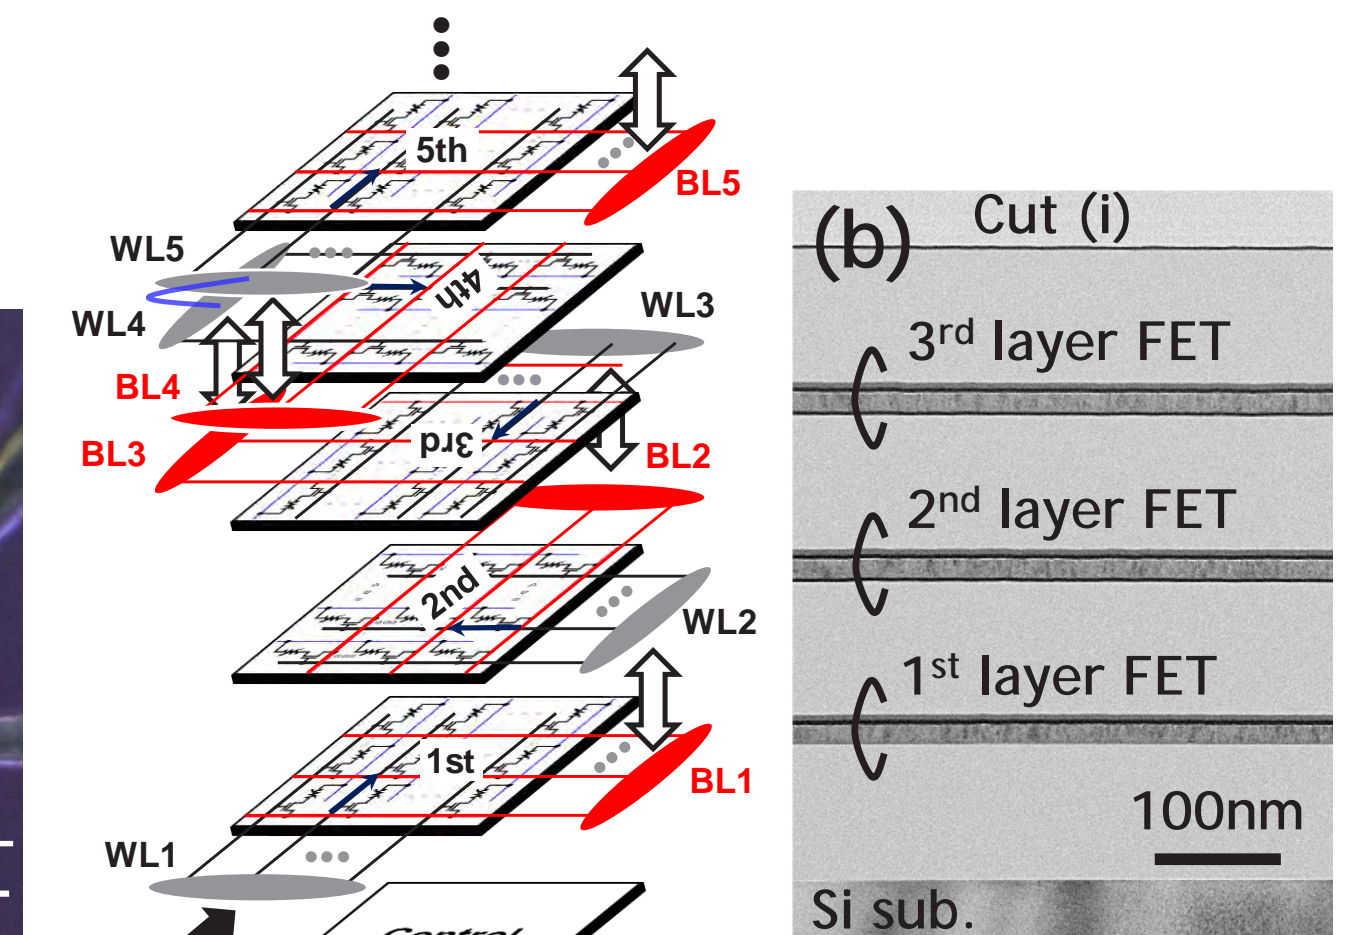 5th
BL5
WL5
4th
WL3
WL4
BL4
3rd
BL3
BL2
2nd
WL2
1st
BL1
WL1
Control
(b)
Cut (i)
3rd layer FET
2nd layer FET
1st layer FET
100nm
Si sub.